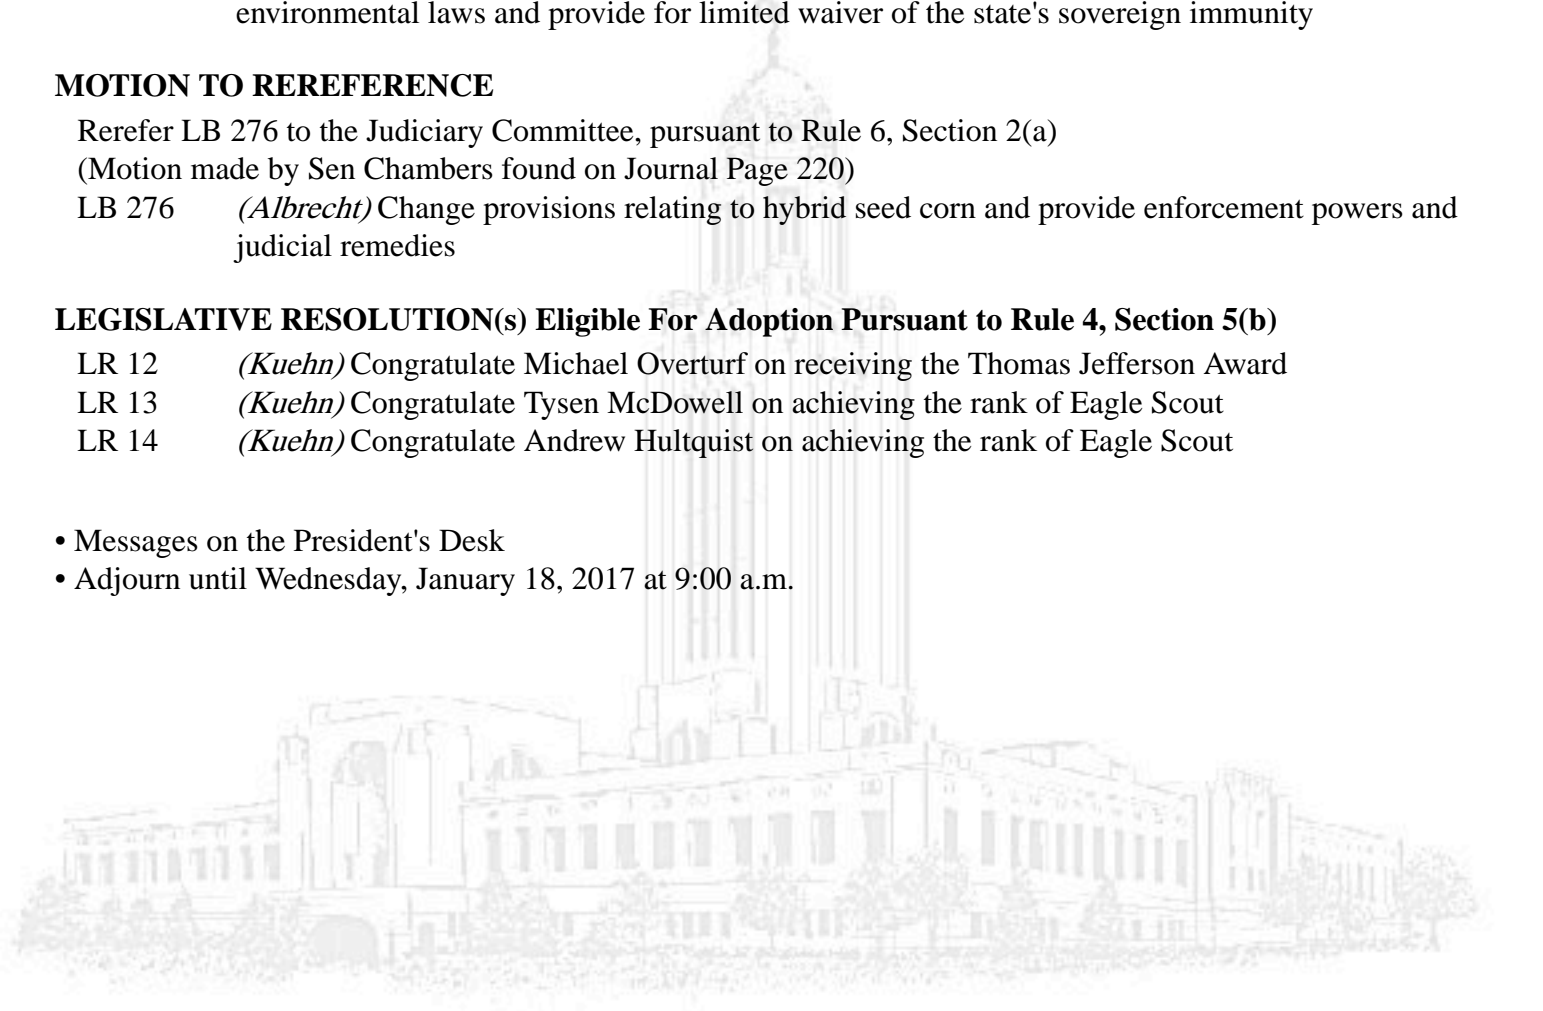 environmental laws and provide for limited waiver of the state's sovereign immunity
MOTION TO REREFERENCE
Rerefer LB 276 to the Judiciary Committee, pursuant to Rule 6, Section 2(a)
(Motion made by Sen Chambers found on Journal Page 220)
LB 276 (Albrecht) Change provisions relating to hybrid seed corn and provide enforcement powers and
judicial remedies
LEGISLATIVE RESOLUTION(s) Eligible For Adoption Pursuant to Rule 4, Section 5(b)
LR 12 (Kuehn) Congratulate Michael Overturf on receiving the Thomas Jefferson Award
LR 13 (Kuehn) Congratulate Tysen McDowell on achieving the rank of Eagle Scout
LR 14 (Kuehn) Congratulate Andrew Hultquist on achieving the rank of Eagle Scout
• Messages on the President's Desk
• Adjourn until Wednesday, January 18, 2017 at 9:00 a.m.